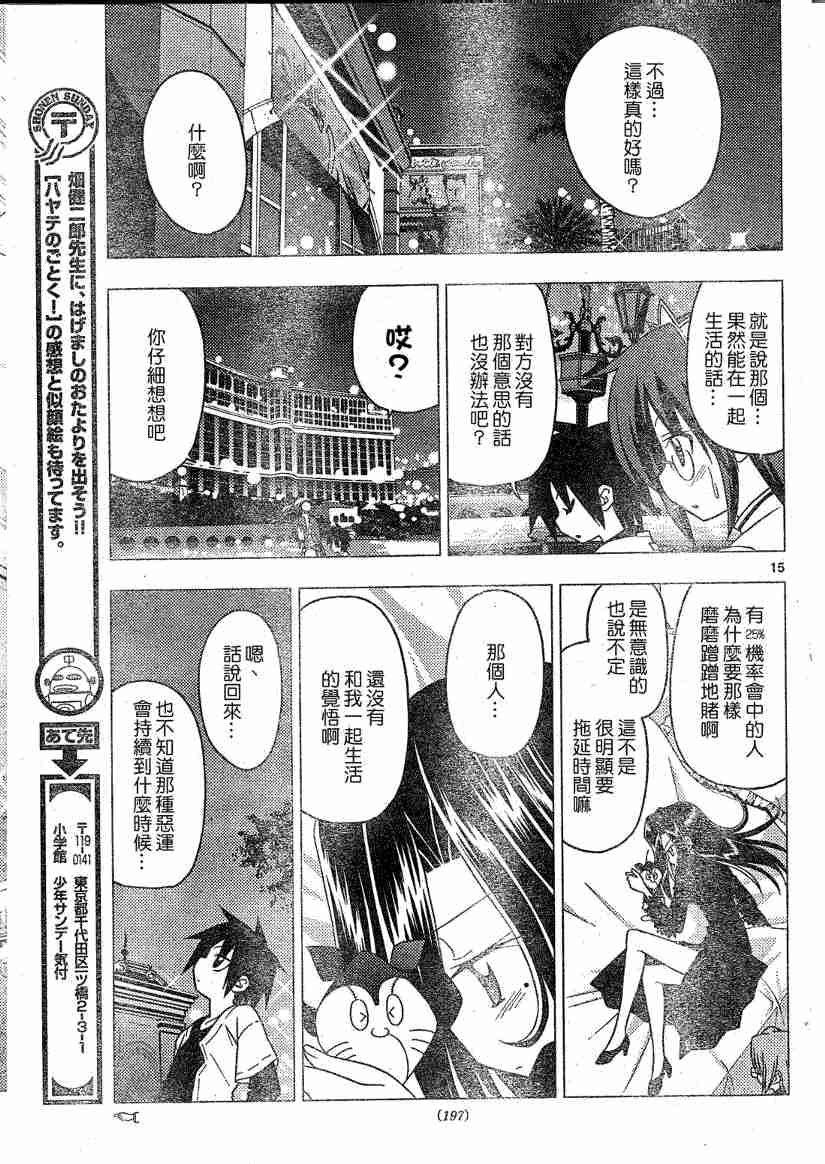 不過…
這樣真的好嗎？
什麼啊？
就是說那個…
果然能在一起
生活的話…
對方沒有
那個意思的話
也沒辦法吧？
哎？
你仔細想想吧
15
有25%機率會中的人
為什麼要那樣
磨磨蹭蹭地賭啊
是無意識的
也說不定
這不是
很明顯要
拖延時間嘛
那個人…
還沒有
和我一起生活
的覺悟啊
嗯、
話說回來…
也不知道那種惡運
會持續到什麼時候…
(197)
SHONEN SUNDAY
〒
畑健二郎先生に、はげましのおたよりを出そう!!
【ハヤテのごとく！】の感想と似顔絵も待ってます。
あて先
〒119-0141
東京都千代田区一ツ橋2-3-1
小学館 少年サンデー気付